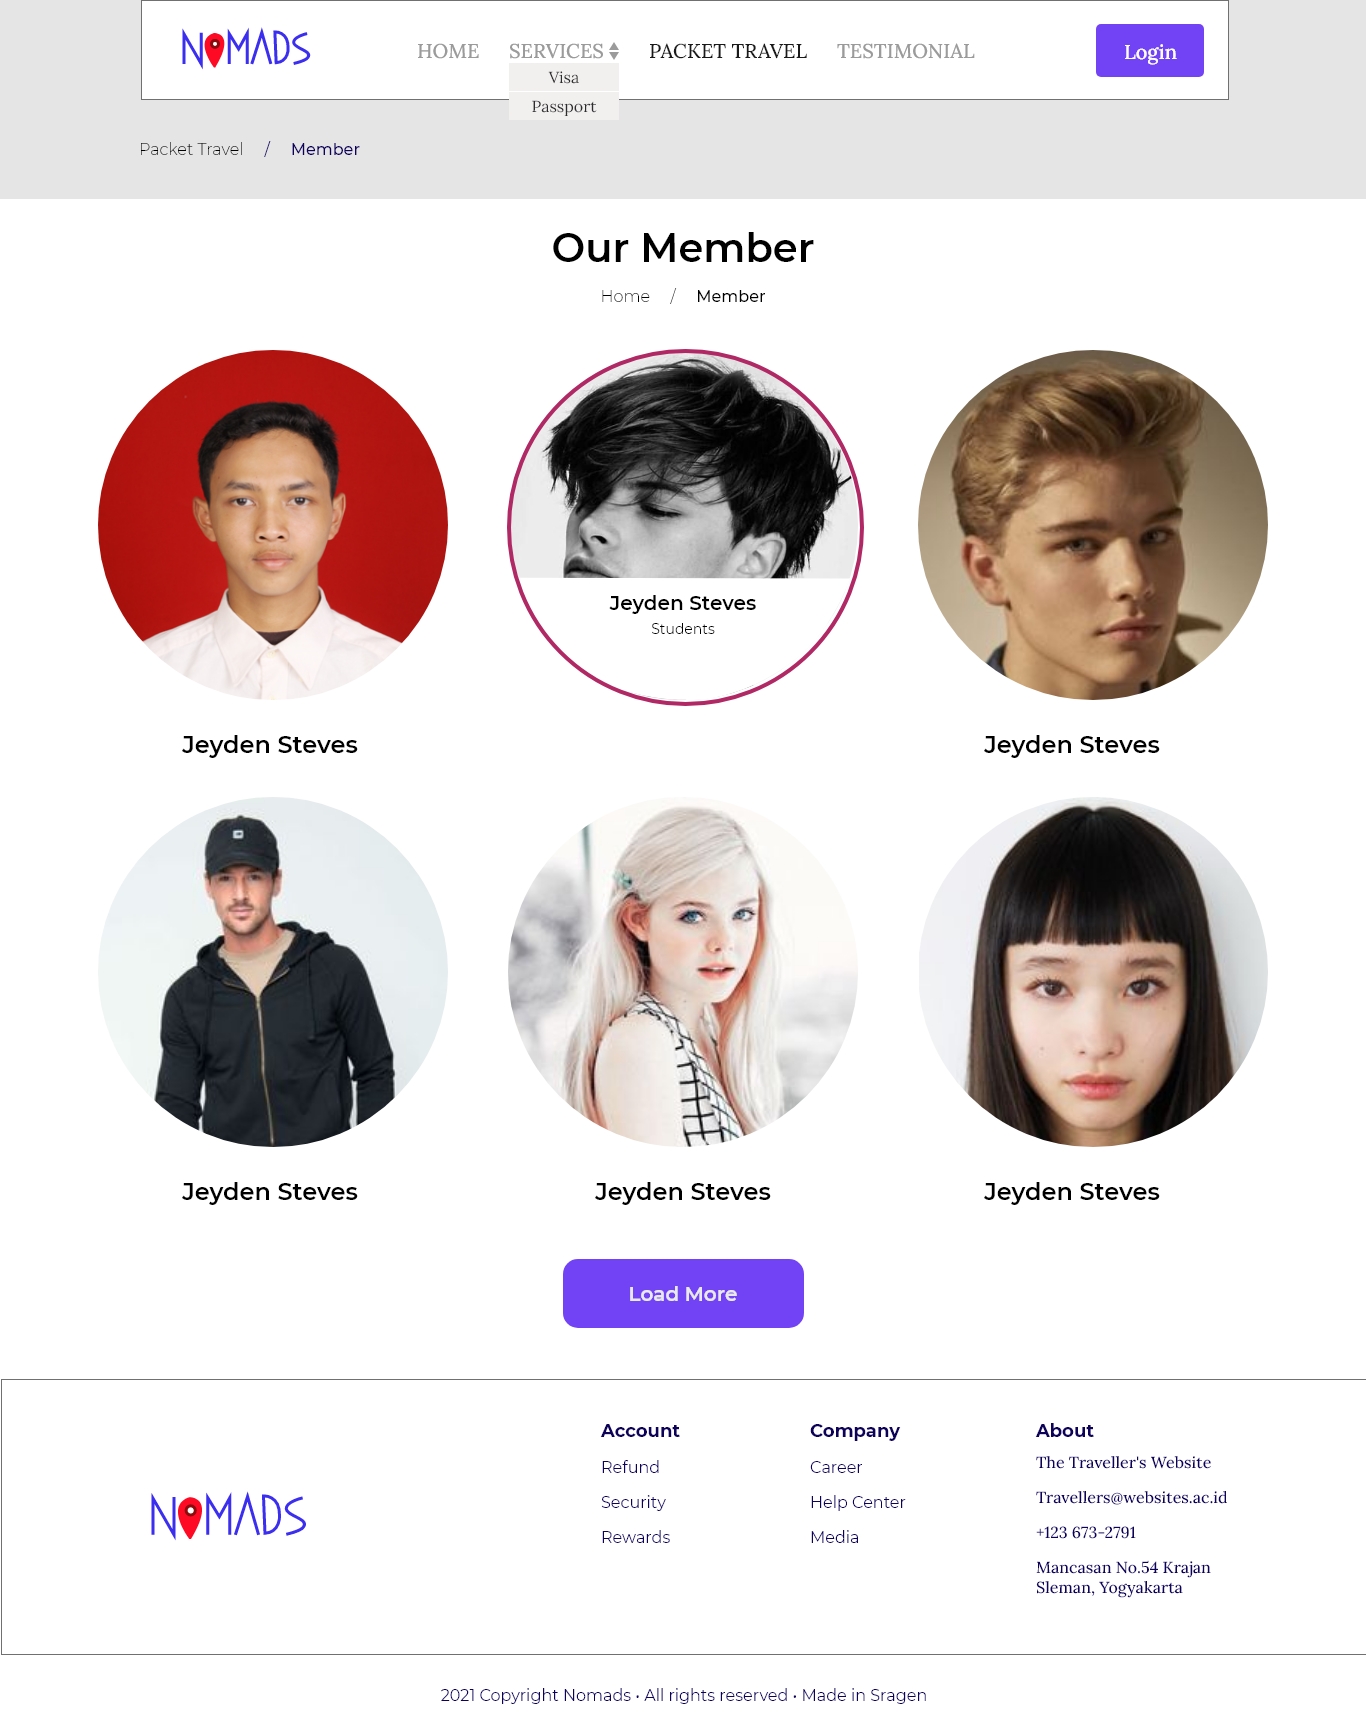 NOMADS
HOME SERVICES PACKET TRAVEL TESTIMONIAL Login
Visa
Passport
Packet Travel / Member
Our Member
Home / Member
Jeyden Steves
Students
Jeyden Steves Jeyden Steves
Jeyden Steves Jeyden Steves Jeyden Steves
Load More
NOMADS
Account
Refund
Security
Rewards
Company
Career
Help Center
Media
About
The Traveller's Website
Travellers@websites.ac.id
+123 673-2791
Mancasan No.54 Krajan
Sleman, Yogyakarta
2021 Copyright Nomads • All rights reserved • Made in Sragen